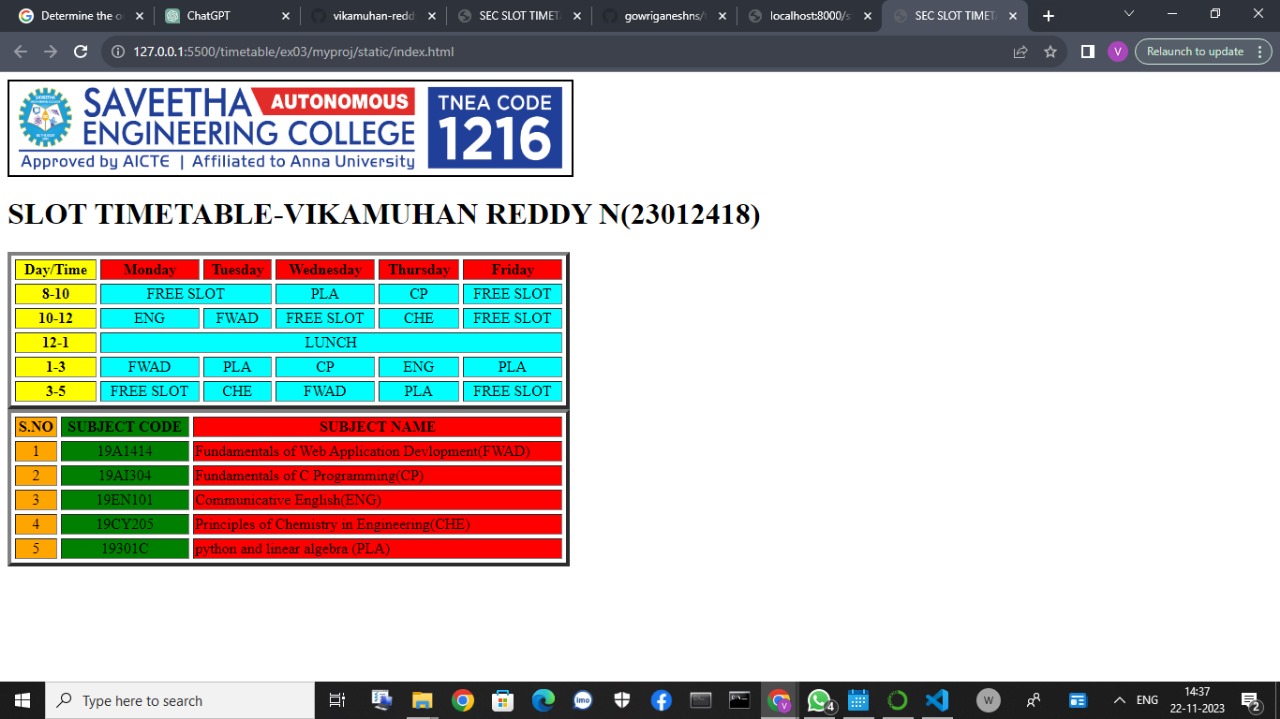 Determine the o
ChatGPT
vikamuhan-redd
SEC SLOT TIMET
gowriganeshns/
localhost:8000/s
SEC SLOT TIMET
127.0.0.1:5500/timetable/ex03/myproj/static/index.html
V
Relaunch to update
SAVEETHA AUTONOMOUS
ENGINEERING COLLEGE
Approved by AICTE | Affiliated to Anna University
TNEA CODE
1216
SLOT TIMETABLE-VIKAMUHAN REDDY N(23012418)
Day/Time Monday Tuesday Wednesday Thursday Friday
8-10 FREE SLOT PLA CP FREE SLOT
10-12 ENG FWAD FREE SLOT CHE FREE SLOT
12-1 LUNCH
1-3 FWAD PLA CP ENG PLA
3-5 FREE SLOT CHE FWAD PLA FREE SLOT
S.NO SUBJECT CODE SUBJECT NAME
1 19A1414 Fundamentals of Web Application Devlopment(FWAD)
2 19AI304 Fundamentals of C Programming(CP)
3 19EN101 Communicative English(ENG)
4 19CY205 Principles of Chemistry in Engineering(CHE)
5 19301C python and linear algebra (PLA)
Type here to search
imo
V
4
W
ENG
14:37
22-11-2023
2